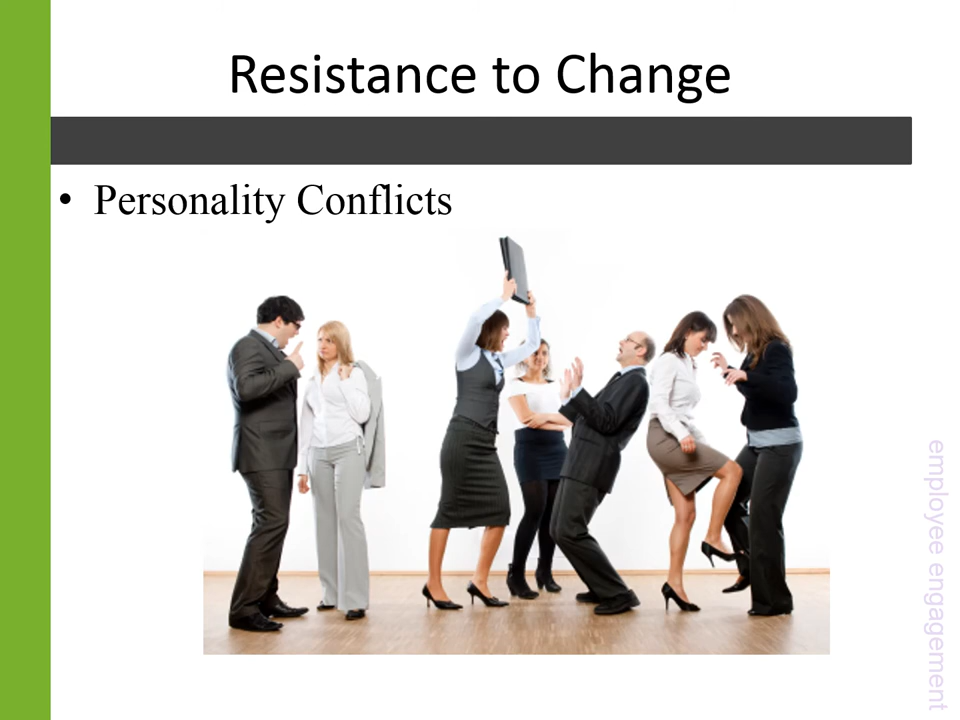 Resistance to Change
• Personality Conflicts
employee engagement